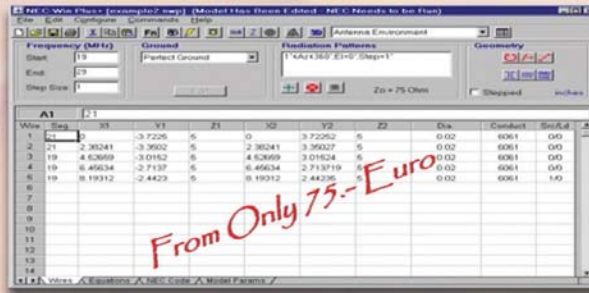 NEC-Win Plus+ [example2.nwp] (Model Has Been Edited - NEC Needs to be Run)
File Edit Configure Commands Help
Antenna Environment
Frequency (MHz) Ground Radiation Patterns Geometry
Start: 19 Perfect Ground
End: 29
Step Size: 1 Zo = 75 Ohm Stepped inches
A1 21
Wire Seg. X1 Y1 Z1 X2 Y2 Z2 Dia. Conduct Src/Ld
1 21 0 -3.7225 5 0 3.72252 5 0.02 6061 0/0
2 21 2.38241 -3.3502 5 2.38241 3.35027 5 0.02 6061 0/0
3 19 4.52669 -3.0152 5 4.52669 3.01524 5 0.02 6061 0/0
4 19 6.45634 -2.7137 5 6.45634 2.713719 5 0.02 6061 0/0
5 19 8.19312 -2.4423 5 8.19312 2.44235 5 0.02 6061 1/0
6
7
8
9
10
11
12
13
14
From Only 75.- Euro
Wires Equations NEC Code Model Params